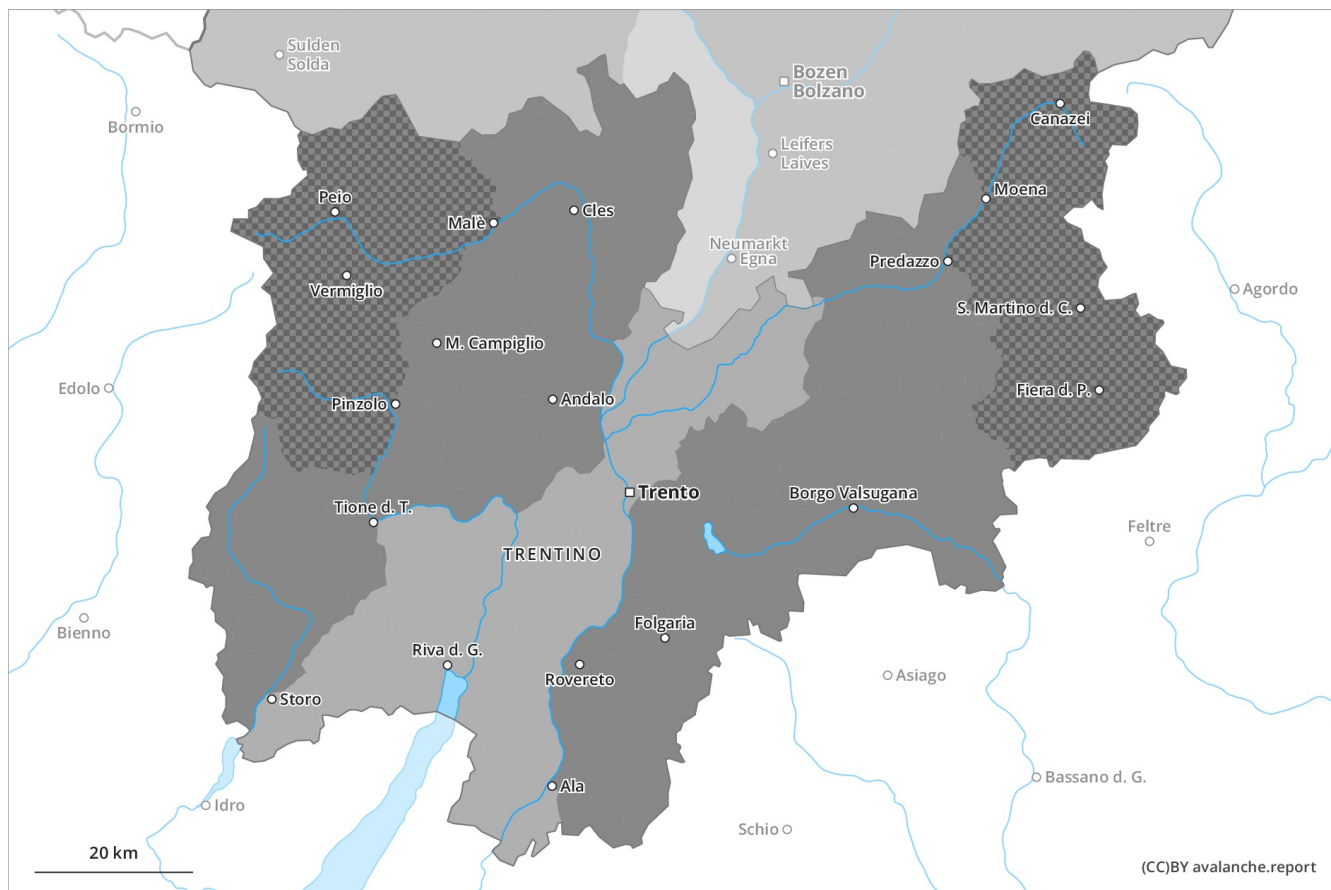 Sulden
Solda
Bozen
Bolzano
Bormio
Canazei
Leifers
Laives
Peio
Moena
Malè
Cles
Neumarkt
Egna
Predazzo
Vermiglio
Agordo
S. Martino d. C.
M. Campiglio
Edolo
Fiera d. P.
Pinzolo
Andalo
Trento
Borgo Valsugana
Tione d. T.
Feltre
TRENTINO
Bienno
Folgaria
Riva d. G.
Rovereto
Asiago
Storo
Bassano d. G.
Ala
Idro
Schio
20 km
(CC)BY avalanche.report